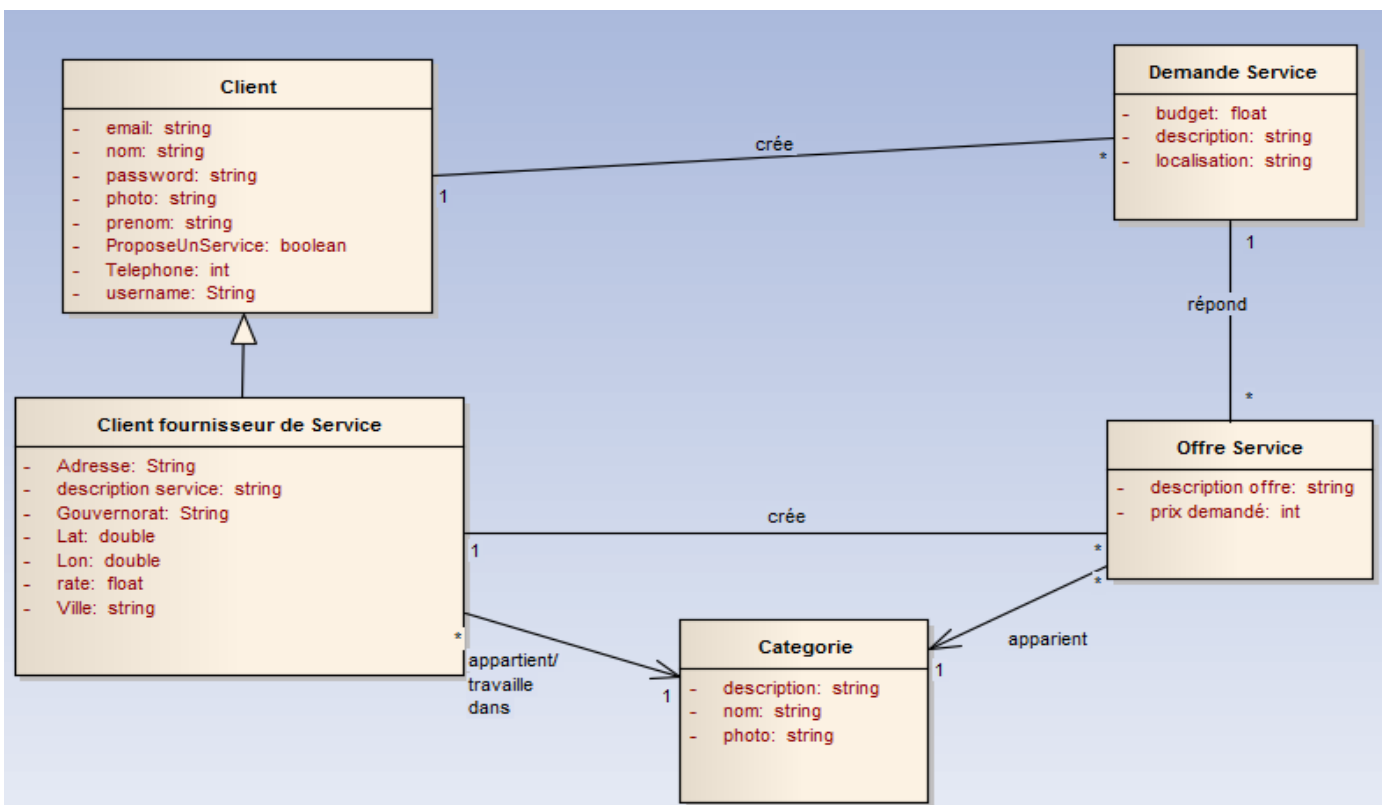 Client
- email: string
- nom: string
- password: string
- photo: string
- prenom: string
- ProposeUnService: boolean
- Telephone: int
- username: String
crée
1
*
Demande Service
- budget: float
- description: string
- localisation: string
1
répond
*
Client fournisseur de Service
- Adresse: String
- description service: string
- Gouvernorat: String
- Lat: double
- Lon: double
- rate: float
- Ville: string
crée
1
*
Offre Service
- description offre: string
- prix demandé: int
*
apparient
1
*
appartient/
travaille
dans
1
Categorie
- description: string
- nom: string
- photo: string